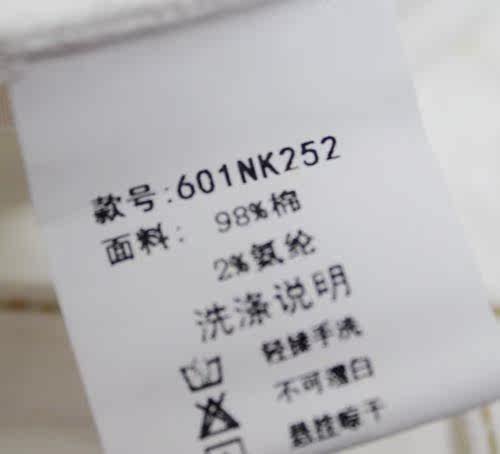 款号:601NK252
面料: 98%棉
2%氨纶
洗涤说明
轻揉手洗
不可漂白
悬挂晾干